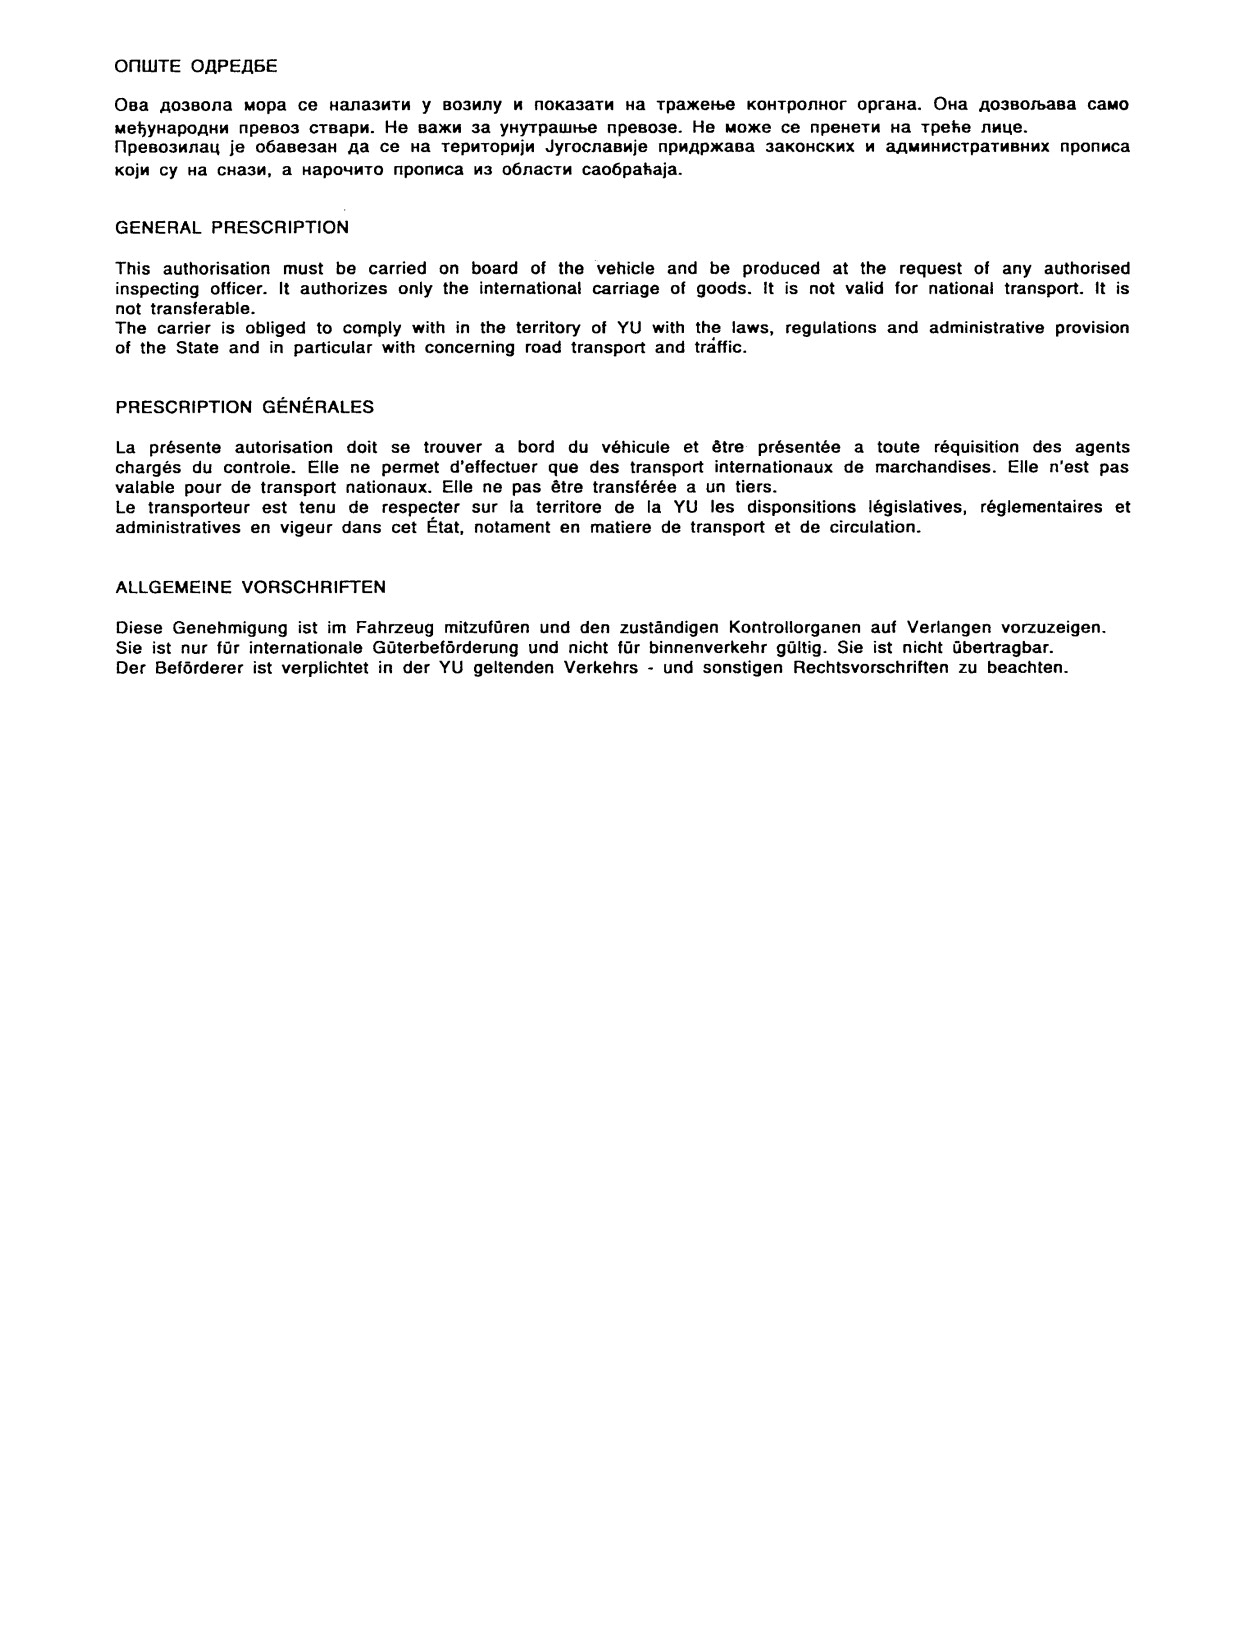 ОПШТЕ ОДРЕДБЕ
Ова дозвола мора се налазити у возилу и показати на тражење контролног органа. Она дозвољава само
међународни превоз ствари. Не важи за унутрашње превозе. Не може се пренети на треће лице.
Превозилац је обавезан да се на територији Југославије придржава законских и административних прописа
који су на снази, а нарочито прописа из области саобраћаја.
GENERAL PRESCRIPTION
This authorisation must be carried on board of the vehicle and be produced at the request of any authorised
inspecting officer. It authorizes only the international carriage of goods. It is not valid for national transport. It is
not transferable.
The carrier is obliged to comply with in the territory of YU with the laws, regulations and administrative provision
of the State and in particular with concerning road transport and traffic.
PRESCRIPTION GÉNÉRALES
La présente autorisation doit se trouver a bord du véhicule et être présentée a toute réquisition des agents
chargés du controle. Elle ne permet d'effectuer que des transport internationaux de marchandises. Elle n'est pas
valable pour de transport nationaux. Elle ne pas être transférée a un tiers.
Le transporteur est tenu de respecter sur la territore de la YU les disponsitions législatives, réglementaires et
administratives en vigeur dans cet État, notament en matiere de transport et de circulation.
ALLGEMEINE VORSCHRIFTEN
Diese Genehmigung ist im Fahrzeug mitzufüren und den zuständigen Kontrollorganen auf Verlangen vorzuzeigen.
Sie ist nur für internationale Güterbeförderung und nicht für binnenverkehr gültig. Sie ist nicht übertragbar.
Der Beförderer ist verplichtet in der YU geltenden Verkehrs - und sonstigen Rechtsvorschriften zu beachten.